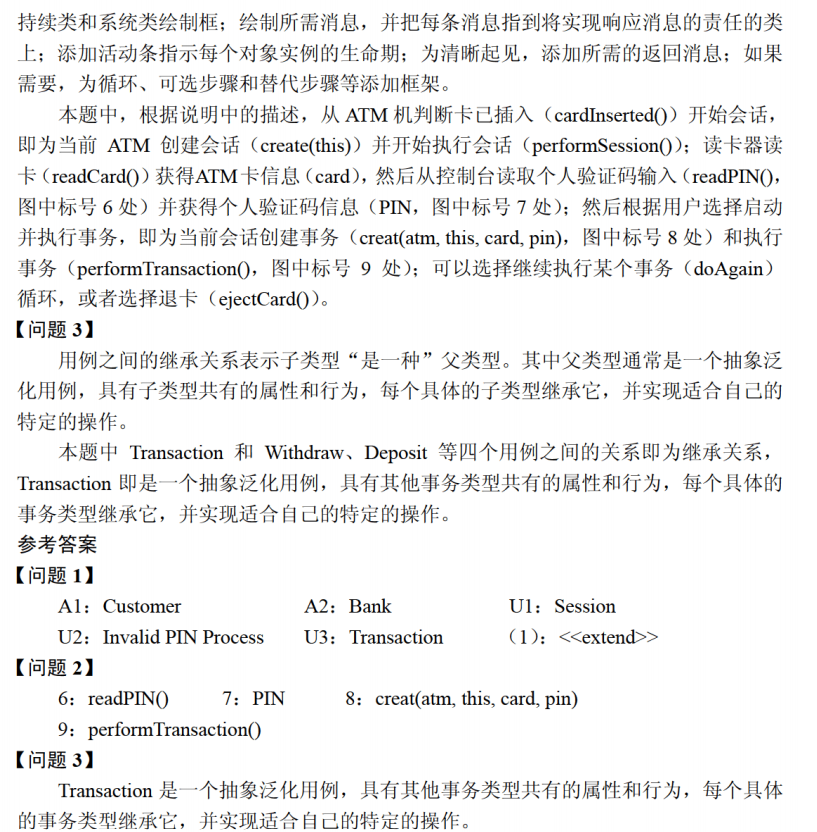 持续类和系统类绘制框；绘制所需消息，并把每条消息指到将实现响应消息的责任的类
上；添加活动条指示每个对象实例的生命期；为清晰起见，添加所需的返回消息；如果
需要，为循环、可选步骤和替代步骤等添加框架。
本题中，根据说明中的描述，从 ATM 机判断卡已插入（cardInserted()）开始会话，
即为当前 ATM 创建会话（create(this)）并开始执行会话（performSession()）；读卡器读
卡（readCard()）获得ATM卡信息（card），然后从控制台读取个人验证码输入（readPIN(),
图中标号 6 处）并获得个人验证码信息（PIN，图中标号 7 处）；然后根据用户选择启动
并执行事务，即为当前会话创建事务（creat(atm, this, card, pin)，图中标号 8 处）和执行
事务（performTransaction()，图中标号 9 处）；可以选择继续执行某个事务（doAgain）
循环，或者选择退卡（ejectCard()）。
【问题 3】
用例之间的继承关系表示子类型“是一种”父类型。其中父类型通常是一个抽象泛
化用例，具有子类型共有的属性和行为，每个具体的子类型继承它，并实现适合自己的
特定的操作。
本题中 Transaction 和 Withdraw、Deposit 等四个用例之间的关系即为继承关系，
Transaction 即是一个抽象泛化用例，具有其他事务类型共有的属性和行为，每个具体的
事务类型继承它，并实现适合自己的特定的操作。
参考答案
【问题 1】
A1：Customer A2：Bank U1：Session
U2：Invalid PIN Process U3：Transaction （1）：<<extend>>
【问题 2】
6：readPIN() 7：PIN 8：creat(atm, this, card, pin)
9：performTransaction()
【问题 3】
Transaction 是一个抽象泛化用例，具有其他事务类型共有的属性和行为，每个具体
的事务类型继承它，并实现适合自己的特定的操作。